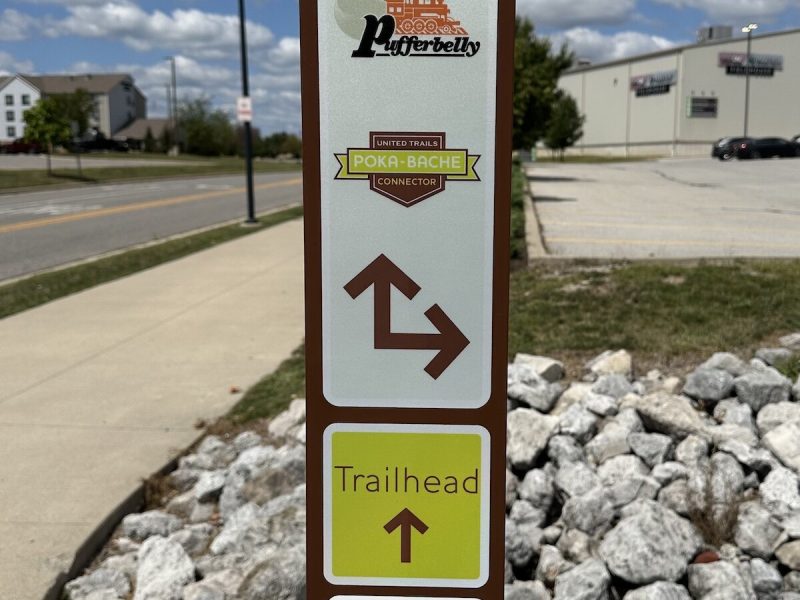 Pufferbelly
UNITED TRAILS
POKA-BACHE
CONNECTOR
Trailhead